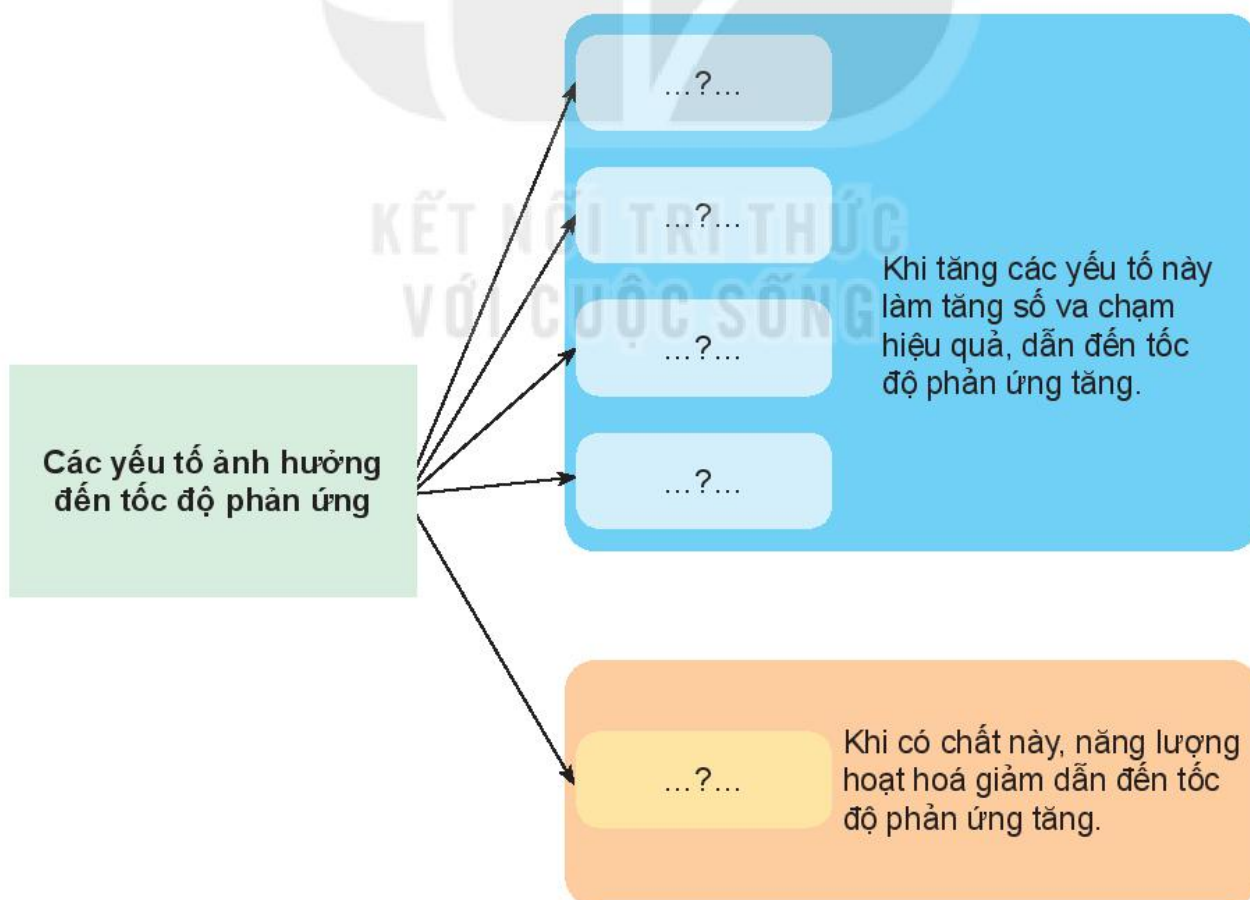 ...?...
KẾT NỐI TRI THỨC
...?...
VỚI CUỘC SỐNG
Khi tăng các yếu tố này
làm tăng số va chạm
hiệu quả, dẫn đến tốc
độ phản ứng tăng.
...?...
Các yếu tố ảnh hưởng
đến tốc độ phản ứng
...?...
Khi có chất này, năng lượng
hoạt hoá giảm dẫn đến tốc
độ phản ứng tăng.
...?...